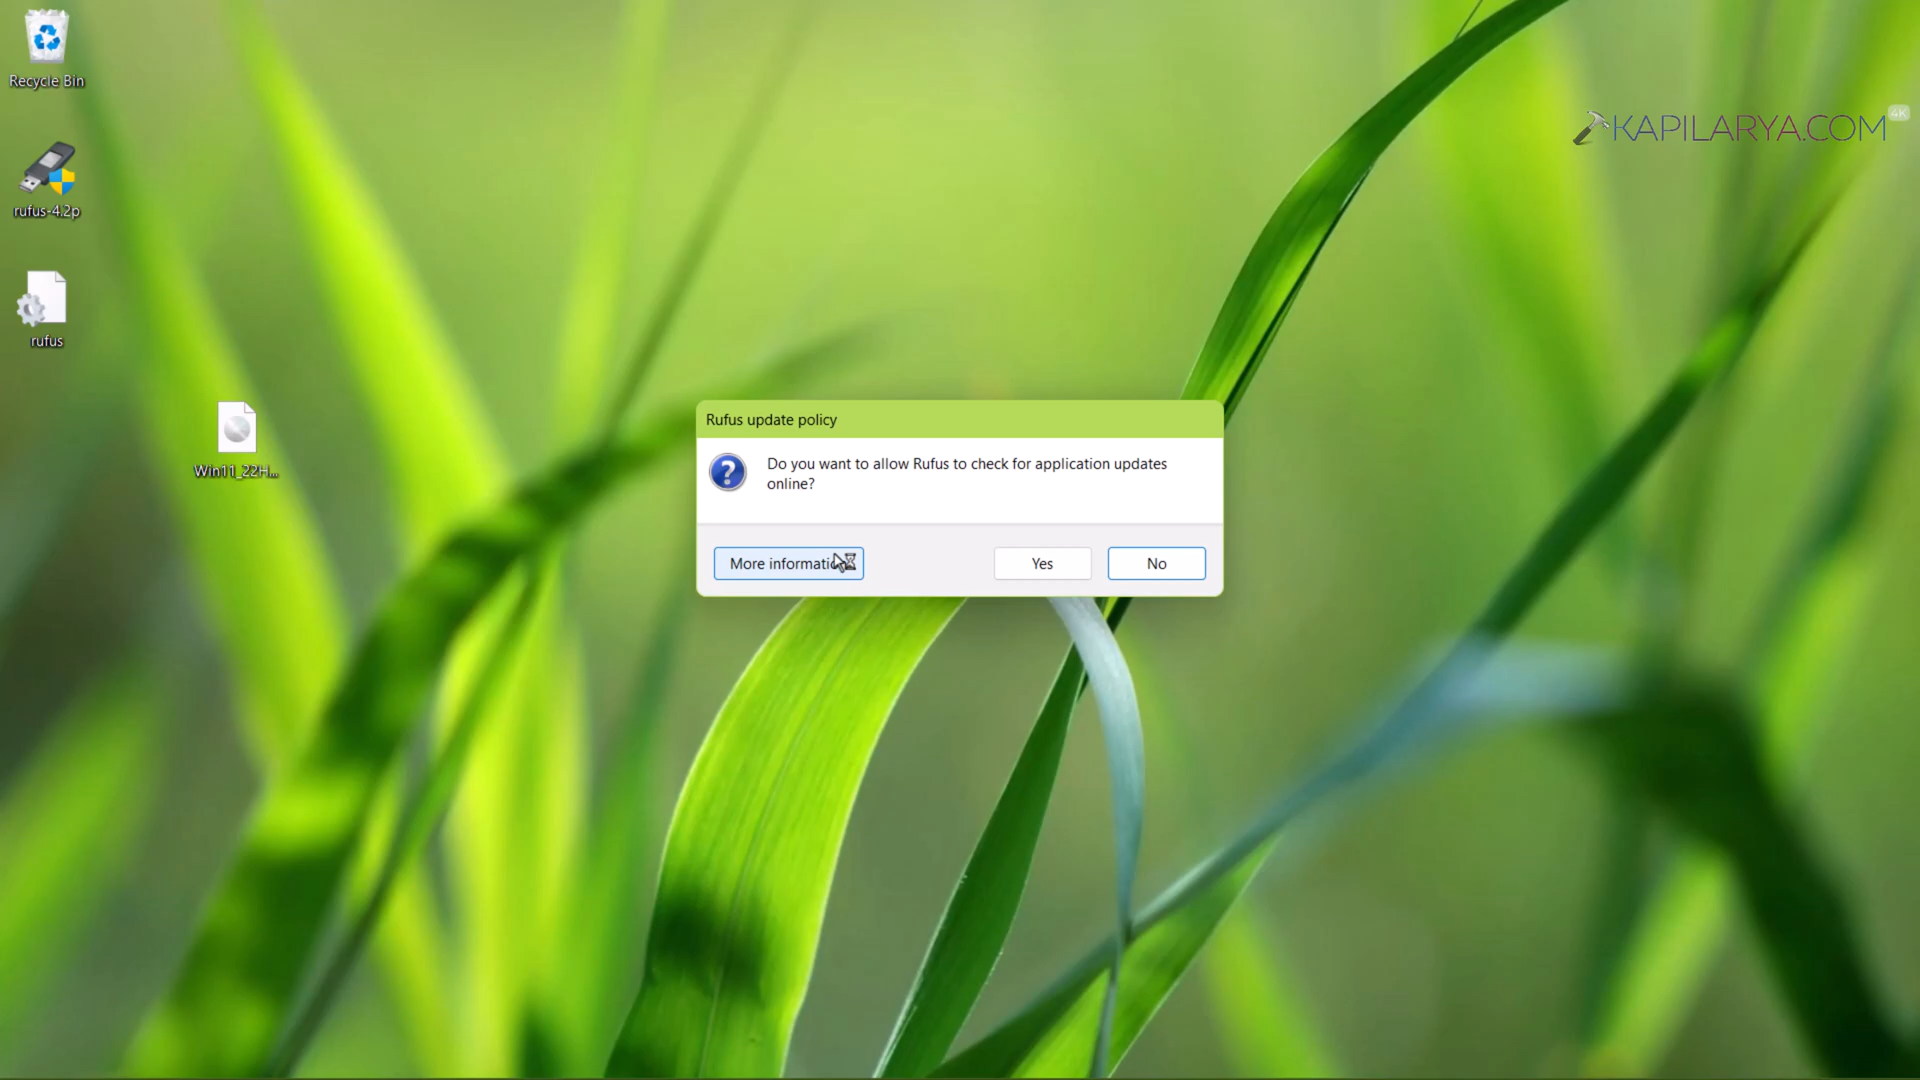 Recycle Bin
rufus-4.2p
rufus
Win11_22H...
KAPILARYA.COM
4K
Rufus update policy
Do you want to allow Rufus to check for application updates
online?
More informati
Yes
No